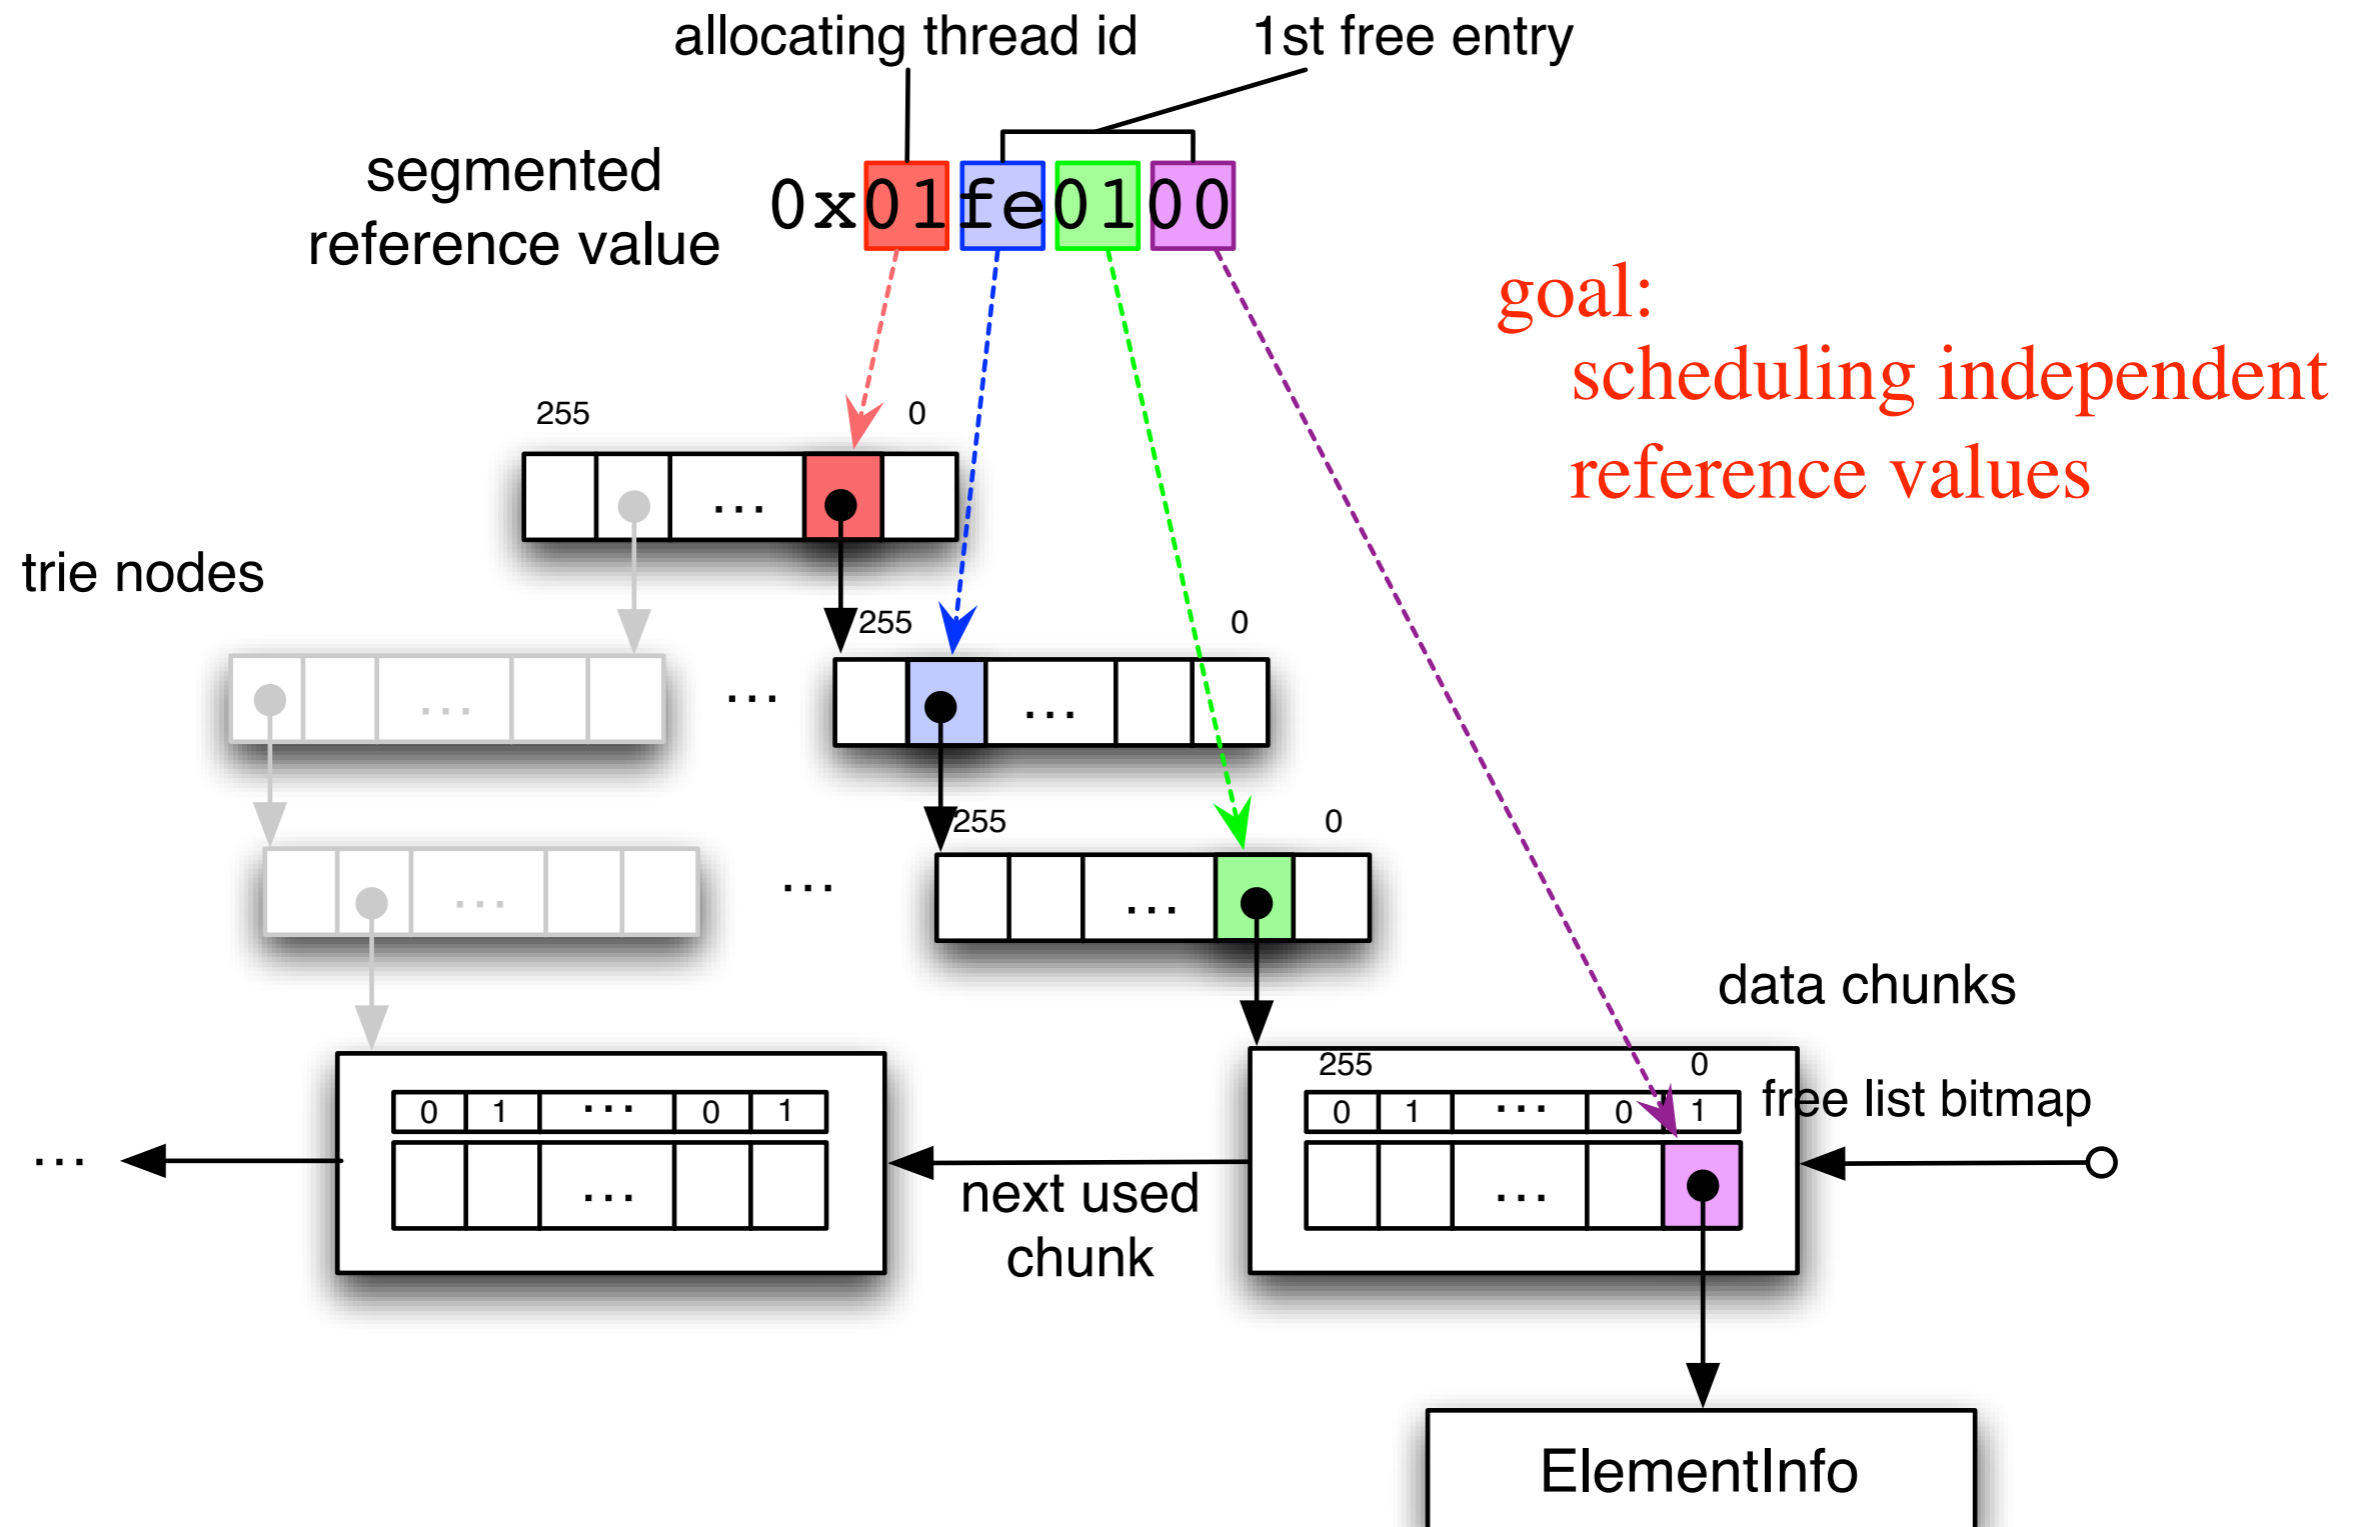 allocating thread id 1st free entry
segmented
reference value
0x01fe0100
goal:
scheduling independent
reference values
255 0
...
trie nodes
255 0
... ... ...
255 0
... ... ...
data chunks
255 0
free list bitmap
0 1 ... 0 1
0 1 ... 0 1
...
...
...
next used
chunk
ElementInfo